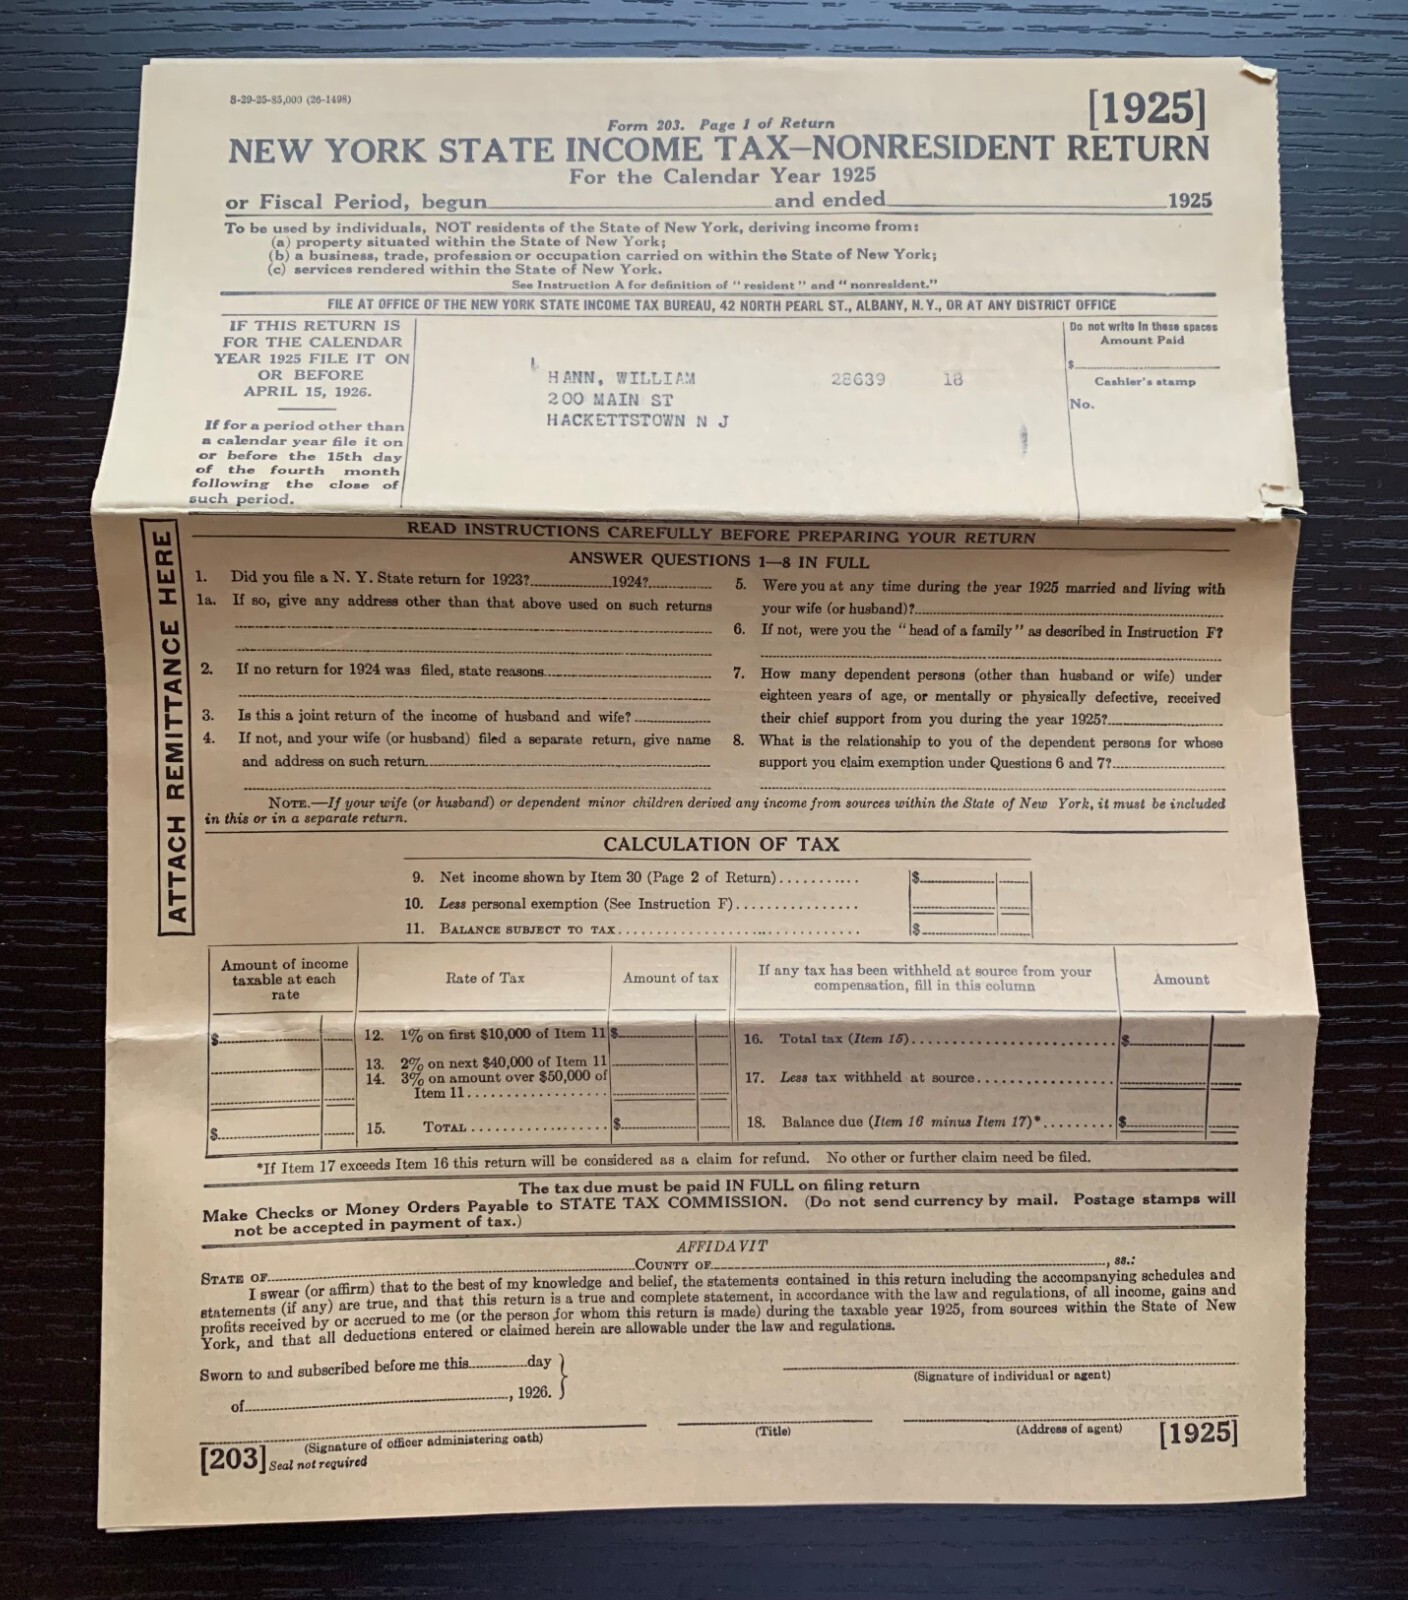 8-29-25-85,000 (26-1498)
[1925]
Form 203. Page 1 of Return
NEW YORK STATE INCOME TAX—NONRESIDENT RETURN
For the Calendar Year 1925
or Fiscal Period, begun and ended 1925
To be used by individuals, NOT residents of the State of New York, deriving income from:
(a) property situated within the State of New York;
(b) a business, trade, profession or occupation carried on within the State of New York;
(c) services rendered within the State of New York.
See Instruction A for definition of "resident" and "nonresident."
FILE AT OFFICE OF THE NEW YORK STATE INCOME TAX BUREAU, 42 NORTH PEARL ST., ALBANY, N. Y., OR AT ANY DISTRICT OFFICE
IF THIS RETURN IS
FOR THE CALENDAR
YEAR 1925 FILE IT ON
OR BEFORE
APRIL 15, 1926.
If for a period other than
a calendar year file it on
or before the 15th day
of the fourth month
following the close of
such period.
HANN, WILLIAM 28639 18
200 MAIN ST
HACKETTSTOWN N J
Do not write in these spaces
Amount Paid
$
Cashier's stamp
No.
ATTACH REMITTANCE HERE
READ INSTRUCTIONS CAREFULLY BEFORE PREPARING YOUR RETURN
ANSWER QUESTIONS 1—8 IN FULL
1. Did you file a N. Y. State return for 1923? 1924?
1a. If so, give any address other than that above used on such returns
2. If no return for 1924 was filed, state reasons
3. Is this a joint return of the income of husband and wife?
4. If not, and your wife (or husband) filed a separate return, give name
and address on such return
5. Were you at any time during the year 1925 married and living with
your wife (or husband)?
6. If not, were you the "head of a family" as described in Instruction F?
7. How many dependent persons (other than husband or wife) under
eighteen years of age, or mentally or physically defective, received
their chief support from you during the year 1925?
8. What is the relationship to you of the dependent persons for whose
support you claim exemption under Questions 6 and 7?
NOTE.—If your wife (or husband) or dependent minor children derived any income from sources within the State of New York, it must be included
in this or in a separate return.
CALCULATION OF TAX
9. Net income shown by Item 30 (Page 2 of Return) $
10. Less personal exemption (See Instruction F)
11. BALANCE SUBJECT TO TAX $
Amount of income
taxable at each
rate
Rate of Tax
Amount of tax
If any tax has been withheld at source from your
compensation, fill in this column
Amount
$ 12. 1% on first $10,000 of Item 11 $
13. 2% on next $40,000 of Item 11
14. 3% on amount over $50,000 of
Item 11
$ 15. TOTAL $
16. Total tax (Item 15) $
17. Less tax withheld at source
18. Balance due (Item 16 minus Item 17)* $
*If Item 17 exceeds Item 16 this return will be considered as a claim for refund. No other or further claim need be filed.
The tax due must be paid IN FULL on filing return
Make Checks or Money Orders Payable to STATE TAX COMMISSION. (Do not send currency by mail. Postage stamps will
not be accepted in payment of tax.)
AFFIDAVIT
STATE OF COUNTY OF , ss.:
I swear (or affirm) that to the best of my knowledge and belief, the statements contained in this return including the accompanying schedules and
statements (if any) are true, and that this return is a true and complete statement, in accordance with the law and regulations, of all income, gains and
profits received by or accrued to me (or the person for whom this return is made) during the taxable year 1925, from sources within the State of New
York, and that all deductions entered or claimed herein are allowable under the law and regulations.
Sworn to and subscribed before me this day
of , 1926.
(Signature of individual or agent)
(Signature of officer administering oath)
(Title)
(Address of agent)
[203] Seal not required
[1925]